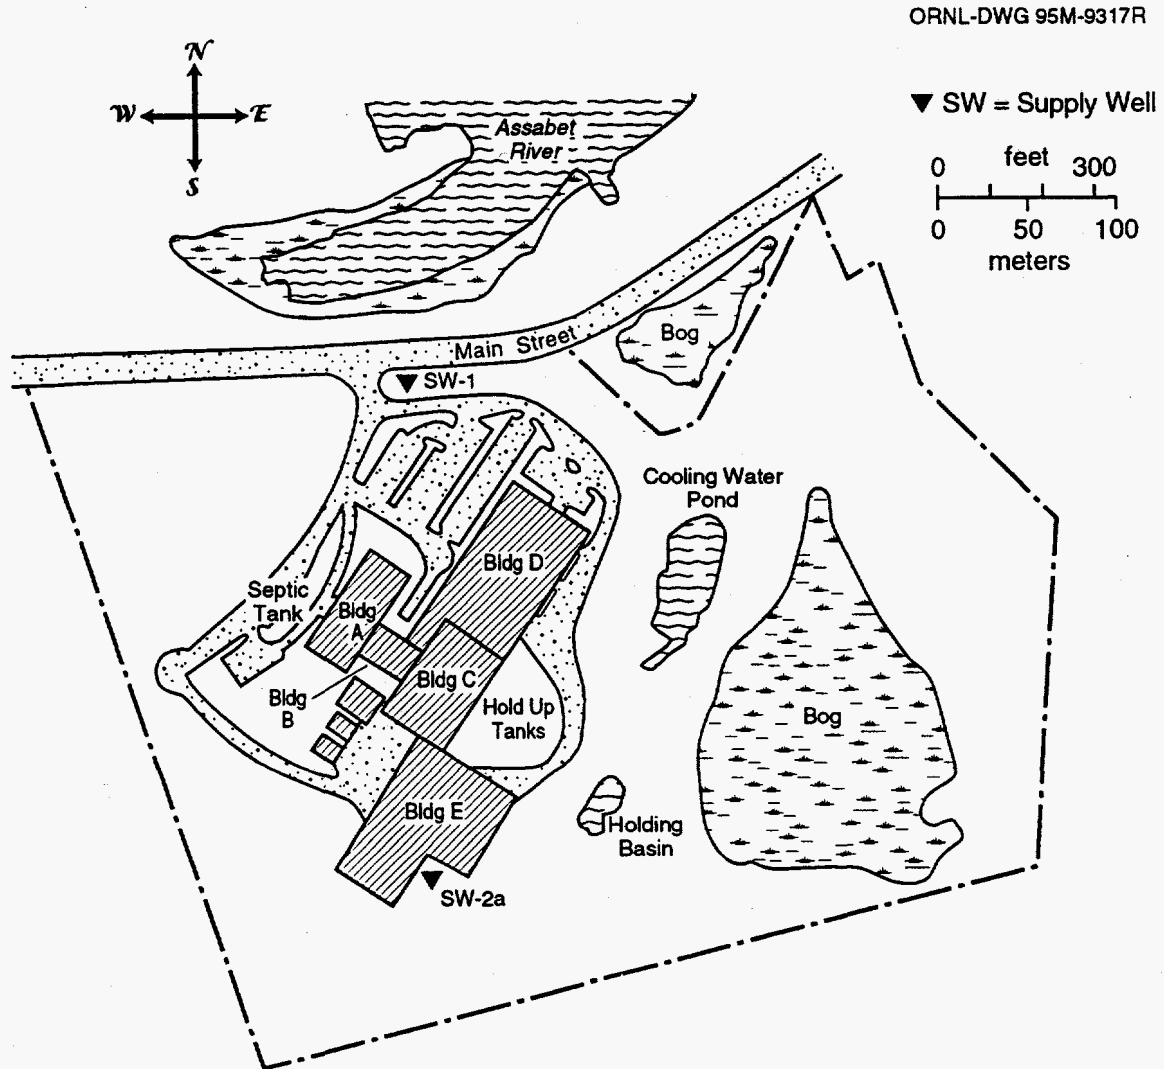 ORNL-DWG 95M-9317R
N
W E
S
▼ SW = Supply Well
0 feet 300
0 50 100
meters
Assabet
River
Main Street
Bog
SW-1
Cooling Water
Pond
Bldg D
Septic
Tank
Bldg
A
Bldg
B
Bldg C
Hold Up
Tanks
Bog
Bldg E
Holding
Basin
SW-2a